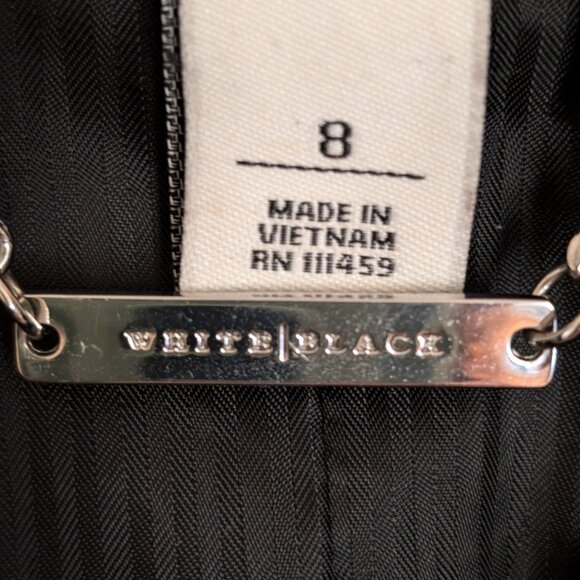 8
MADE IN
VIETNAM
RN 111459
WHITE|BLACK